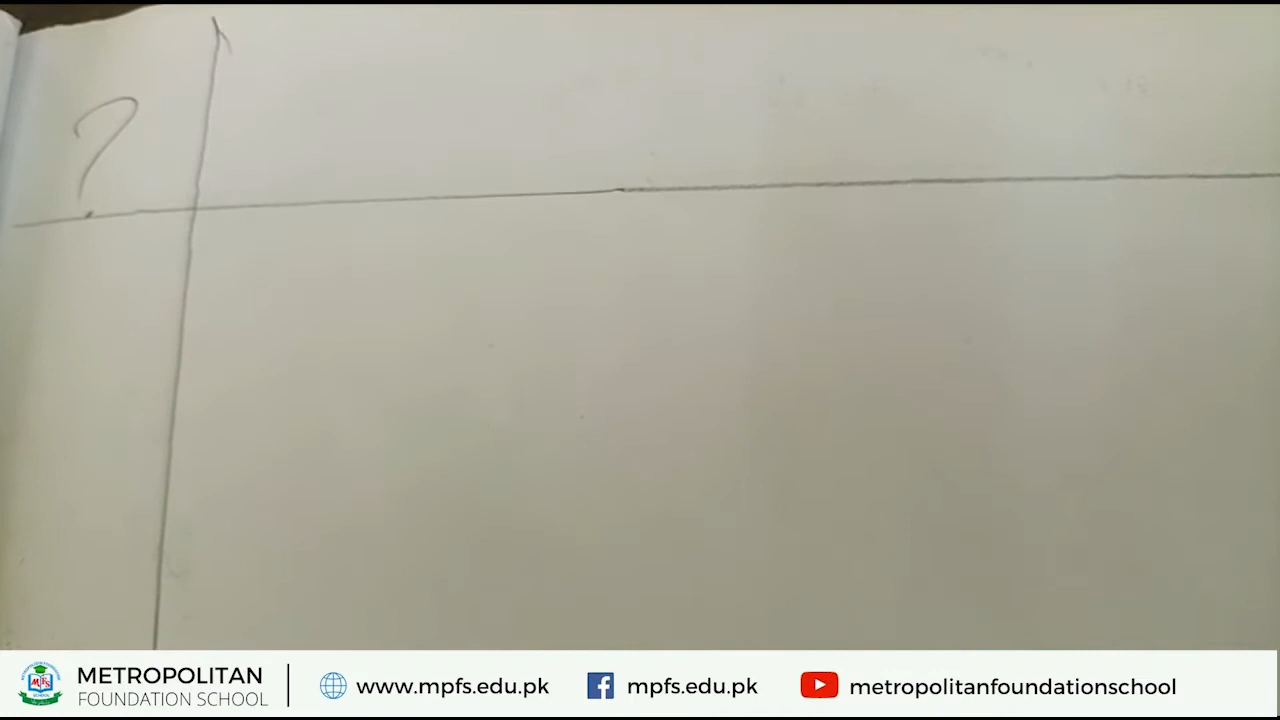 ?
METROPOLITAN
FOUNDATION SCHOOL
www.mpfs.edu.pk
mpfs.edu.pk
metropolitanfoundationschool